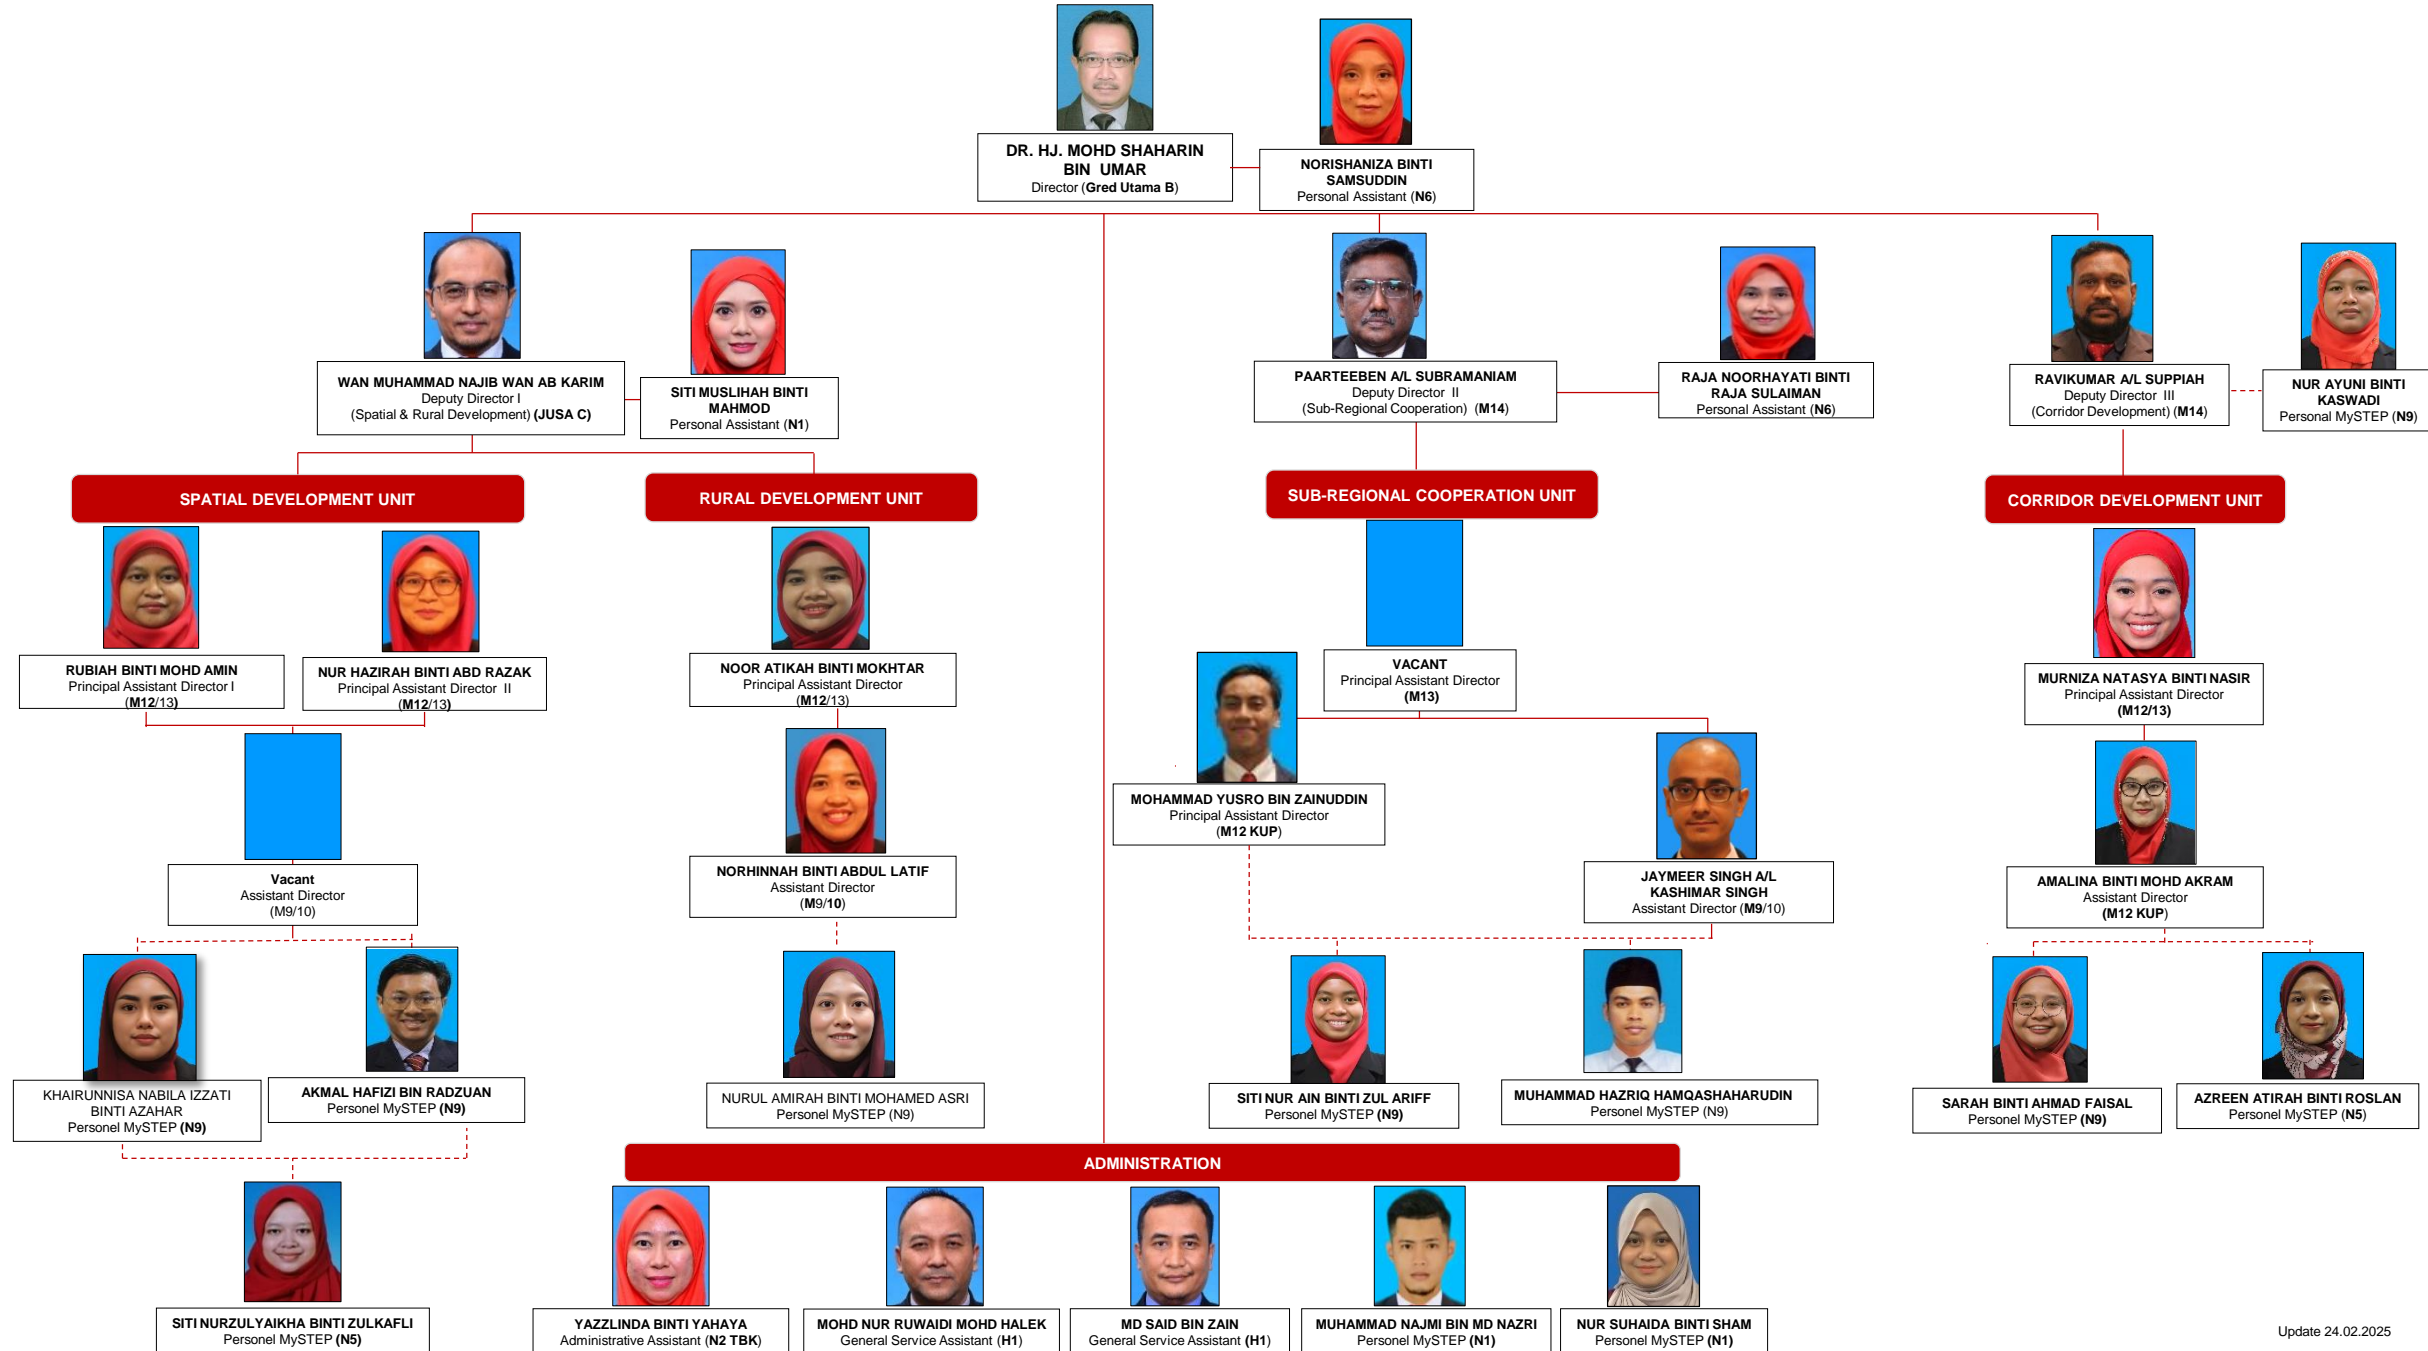 DR. HJ. MOHD SHAHARIN
BIN UMAR
Director (Gred Utama B)
NORISHANIZA BINTI
SAMSUDDIN
Personal Assistant (N6)
WAN MUHAMMAD NAJIB WAN AB KARIM
Deputy Director I
(Spatial & Rural Development) (JUSA C)
SITI MUSLIHAH BINTI
MAHMOD
Personal Assistant (N1)
PAARTEEBEN A/L SUBRAMANIAM
Deputy Director II
(Sub-Regional Cooperation) (M14)
RAJA NOORHAYATI BINTI
RAJA SULAIMAN
Personal Assistant (N6)
RAVIKUMAR A/L SUPPIAH
Deputy Director III
(Corridor Development) (M14)
NUR AYUNI BINTI
KASWADI
Personal MySTEP (N9)
SPATIAL DEVELOPMENT UNIT
RURAL DEVELOPMENT UNIT
SUB-REGIONAL COOPERATION UNIT
CORRIDOR DEVELOPMENT UNIT
RUBIAH BINTI MOHD AMIN
Principal Assistant Director I
(M12/13)
NUR HAZIRAH BINTI ABD RAZAK
Principal Assistant Director II
(M12/13)
NOOR ATIKAH BINTI MOKHTAR
Principal Assistant Director
(M12/13)
VACANT
Principal Assistant Director
(M13)
MURNIZA NATASYA BINTI NASIR
Principal Assistant Director
(M12/13)
MOHAMMAD YUSRO BIN ZAINUDDIN
Principal Assistant Director
(M12 KUP)
Vacant
Assistant Director
(M9/10)
NORHINNAH BINTI ABDUL LATIF
Assistant Director
(M9/10)
JAYMEER SINGH A/L
KASHIMAR SINGH
Assistant Director (M9/10)
AMALINA BINTI MOHD AKRAM
Assistant Director
(M12 KUP)
KHAIRUNNISA NABILA IZZATI
BINTI AZAHAR
Personel MySTEP (N9)
AKMAL HAFIZI BIN RADZUAN
Personel MySTEP (N9)
NURUL AMIRAH BINTI MOHAMED ASRI
Personel MySTEP (N9)
SITI NUR AIN BINTI ZUL ARIFF
Personel MySTEP (N9)
MUHAMMAD HAZRIQ HAMQASHAHARUDIN
Personel MySTEP (N9)
SARAH BINTI AHMAD FAISAL
Personel MySTEP (N9)
AZREEN ATIRAH BINTI ROSLAN
Personel MySTEP (N5)
ADMINISTRATION
SITI NURZULYAIKHA BINTI ZULKAFLI
Personel MySTEP (N5)
YAZZLINDA BINTI YAHAYA
Administrative Assistant (N2 TBK)
MOHD NUR RUWAIDI MOHD HALEK
General Service Assistant (H1)
MD SAID BIN ZAIN
General Service Assistant (H1)
MUHAMMAD NAJMI BIN MD NAZRI
Personel MySTEP (N1)
NUR SUHAIDA BINTI SHAM
Personel MySTEP (N1)
Update 24.02.2025